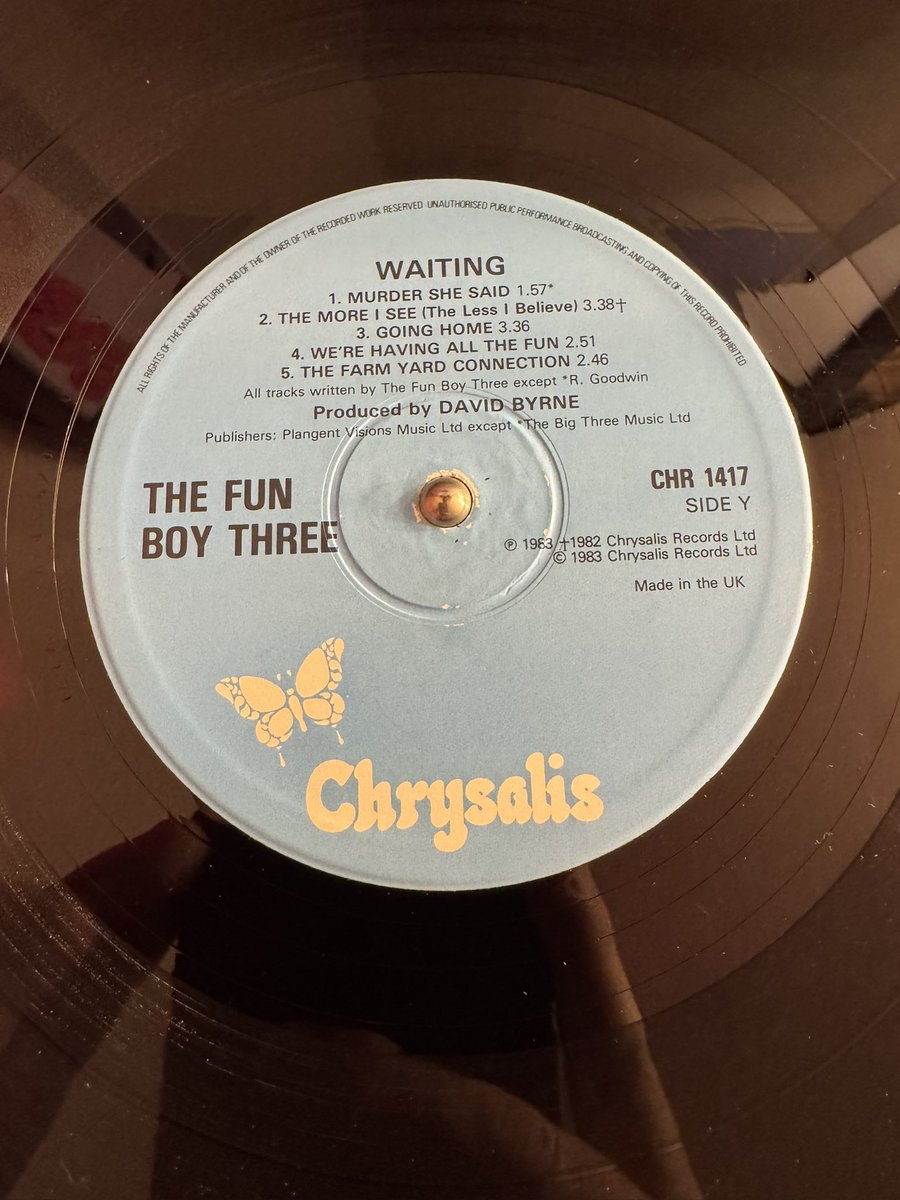 ALL RIGHTS OF THE MANUFACTURER AND OF THE OWNER OF THE RECORDED WORK RESERVED UNAUTHORISED PUBLIC PERFORMANCE BROADCASTING AND COPYING OF THIS RECORD PROHIBITED
WAITING
1. MURDER SHE SAID 1.57*
2. THE MORE I SEE (The Less I Believe) 3.38†
3. GOING HOME 3.36
4. WE'RE HAVING ALL THE FUN 2.51
5. THE FARM YARD CONNECTION 2.46
All tracks written by The Fun Boy Three except *R. Goodwin
Produced by DAVID BYRNE
Publishers: Plangent Visions Music Ltd except *The Big Three Music Ltd
THE FUN
BOY THREE
CHR 1417
SIDE Y
℗ 1983 †1982 Chrysalis Records Ltd
© 1983 Chrysalis Records Ltd
Made in the UK
Chrysalis